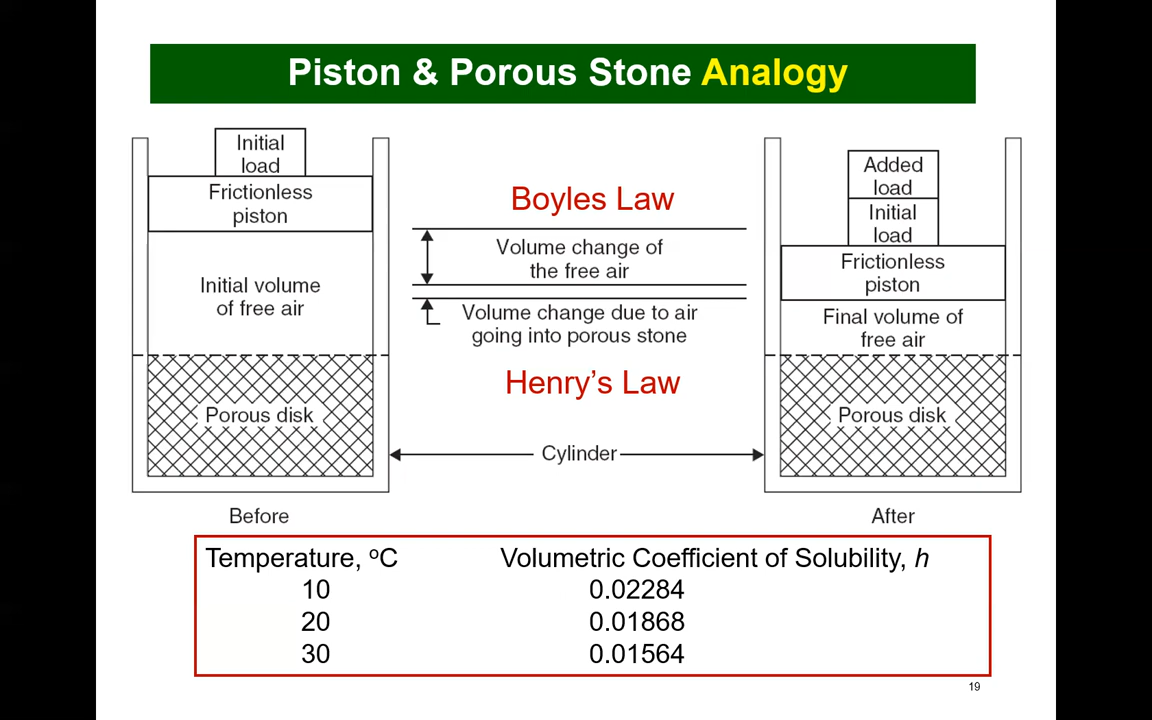 Piston & Porous Stone Analogy
Initial
load
Frictionless
piston
Initial volume
of free air
Porous disk
Before
Boyles Law
Volume change of
the free air
Volume change due to air
going into porous stone
Henry’s Law
Cylinder
Added
load
Initial
load
Frictionless
piston
Final volume of
free air
Porous disk
After
Temperature, ºC Volumetric Coefficient of Solubility, h
10 0.02284
20 0.01868
30 0.01564
19